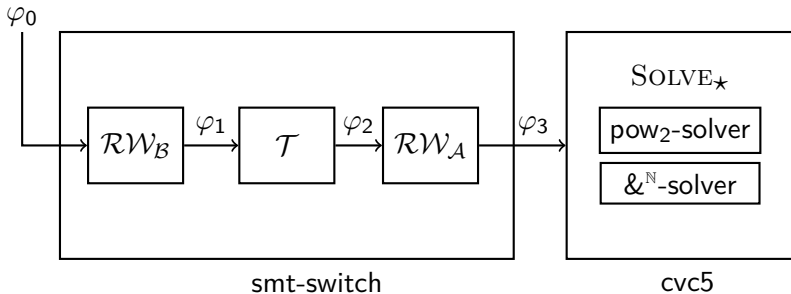 φ₀
SOLVE⋆
φ₁ φ₂ φ₃
pow₂-solver
RW_B T RW_A
&ᴺ-solver
smt-switch cvc5